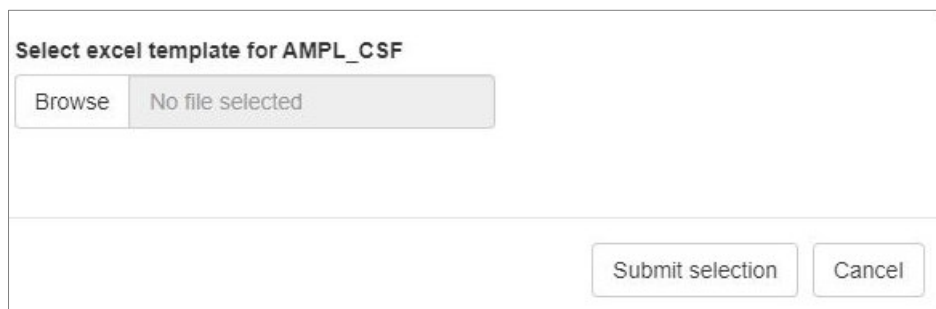 Select excel template for AMPL_CSF
Browse No file selected
Submit selection Cancel